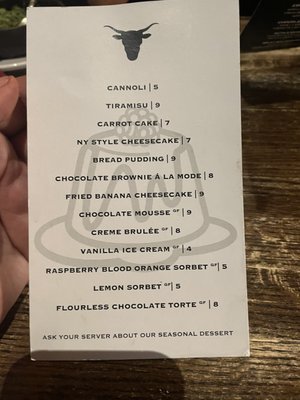 CANNOLI | 5
TIRAMISU | 9
CARROT CAKE | 7
NY STYLE CHEESECAKE | 7
BREAD PUDDING | 9
CHOCOLATE BROWNIE Á LA MODE | 8
FRIED BANANA CHEESECAKE | 9
CHOCOLATE MOUSSE GF | 9
CREME BRULÉE GF | 8
VANILLA ICE CREAM GF | 4
RASPBERRY BLOOD ORANGE SORBET GF | 5
LEMON SORBET GF | 5
FLOURLESS CHOCOLATE TORTE GF | 8
ASK YOUR SERVER ABOUT OUR SEASONAL DESSERT